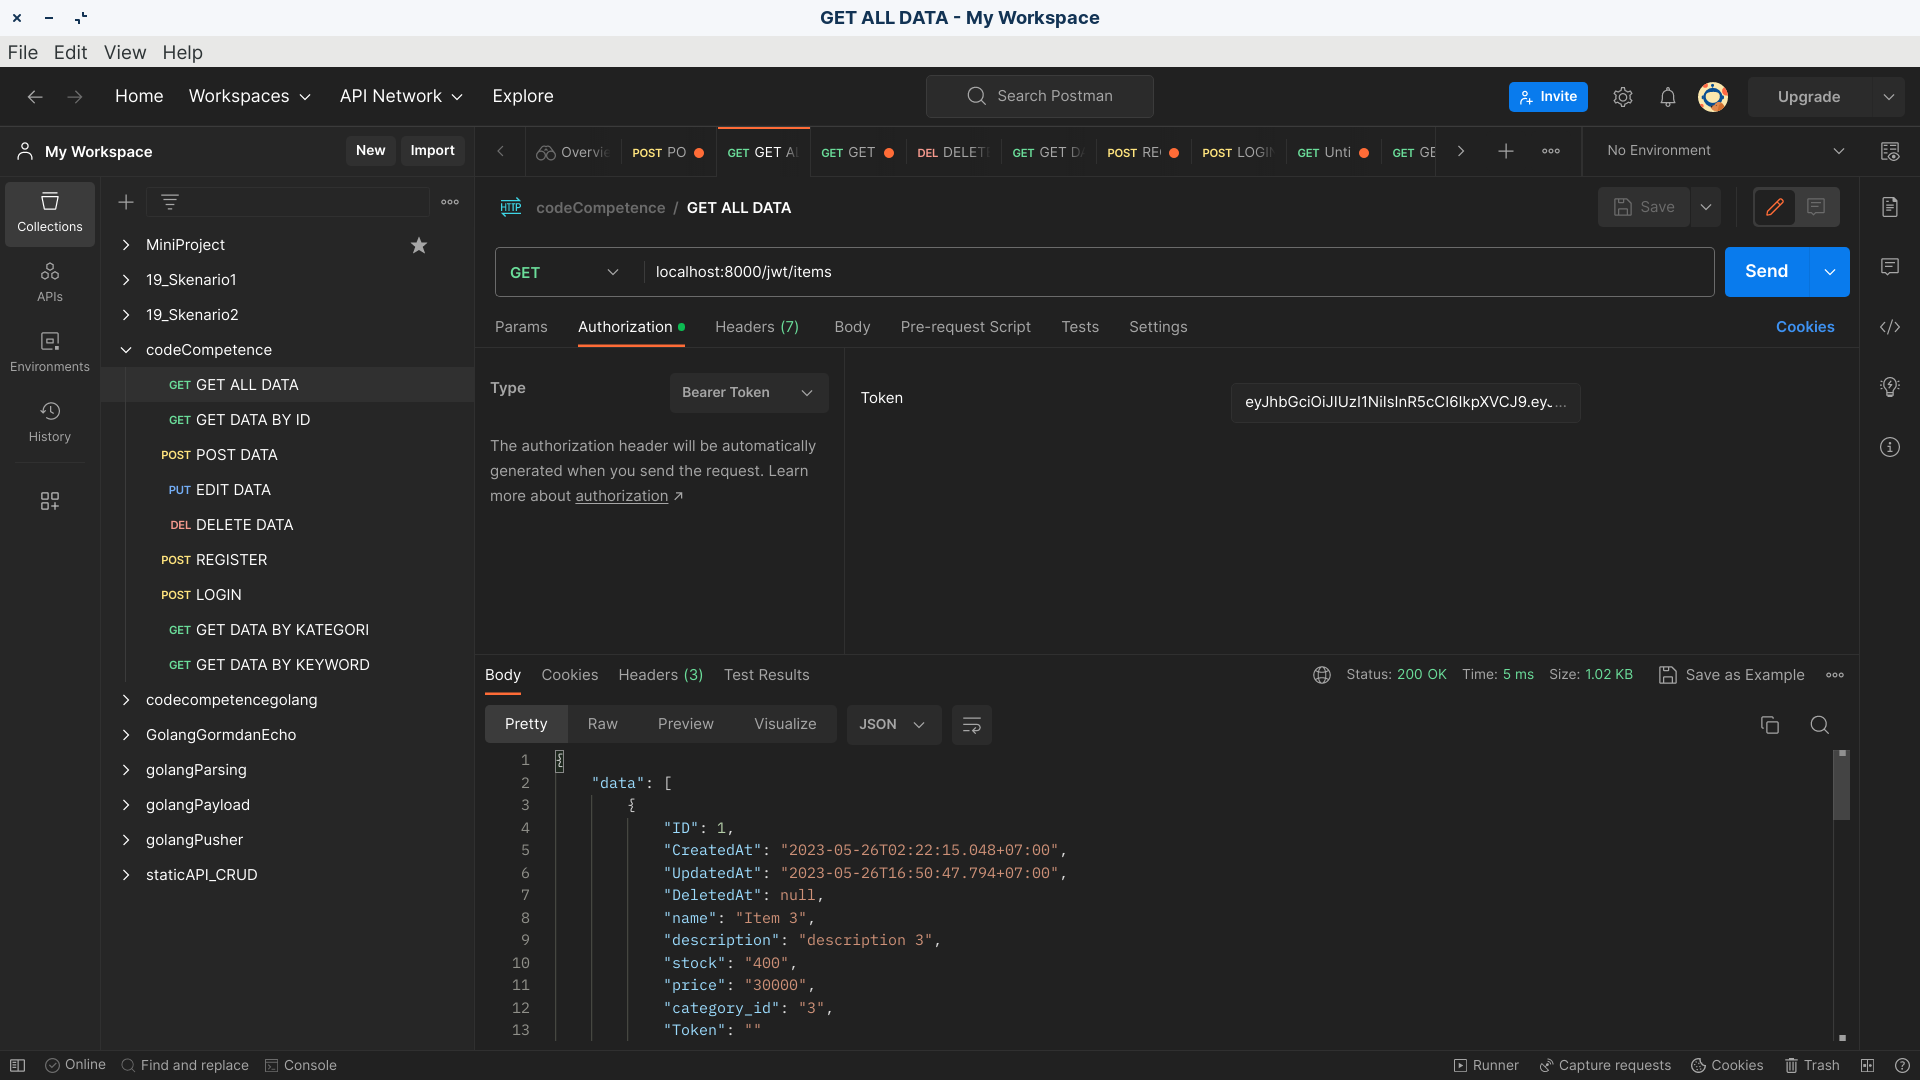 GET ALL DATA - My Workspace
File Edit View Help
Home Workspaces API Network Explore
Search Postman
Invite
Upgrade
My Workspace New Import
Overvie
POST PO
GET GET AL
GET GET
DEL DELET
GET GET DA
POST RE
POST LOGI
GET Unti
GET GE
No Environment
Collections
APIs
Environments
History
MiniProject
19_Skenario1
19_Skenario2
codeCompetence
GET GET ALL DATA
GET GET DATA BY ID
POST POST DATA
PUT EDIT DATA
DEL DELETE DATA
POST REGISTER
POST LOGIN
GET GET DATA BY KATEGORI
GET GET DATA BY KEYWORD
codecompetencegolang
GolangGormdanEcho
golangParsing
golangPayload
golangPusher
staticAPI_CRUD
HTTP codeCompetence / GET ALL DATA
Save
GET localhost:8000/jwt/items
Send
Params Authorization Headers (7) Body Pre-request Script Tests Settings
Cookies
Type Bearer Token
The authorization header will be automatically
generated when you send the request. Learn
more about authorization ↗
Token
Body Cookies Headers (3) Test Results
Status: 200 OK Time: 5 ms Size: 1.02 KB Save as Example
Pretty Raw Preview Visualize JSON
1 {
2 "data": [
3 {
4 "ID": 1,
5 "CreatedAt": "2023-05-26T02:22:15.048+07:00",
6 "UpdatedAt": "2023-05-26T16:50:47.794+07:00",
7 "DeletedAt": null,
8 "name": "Item 3",
9 "description": "description 3",
10 "stock": "400",
11 "price": "30000",
12 "category_id": "3",
13 "Token": ""
Online Find and replace Console
Runner Capture requests Cookies Trash